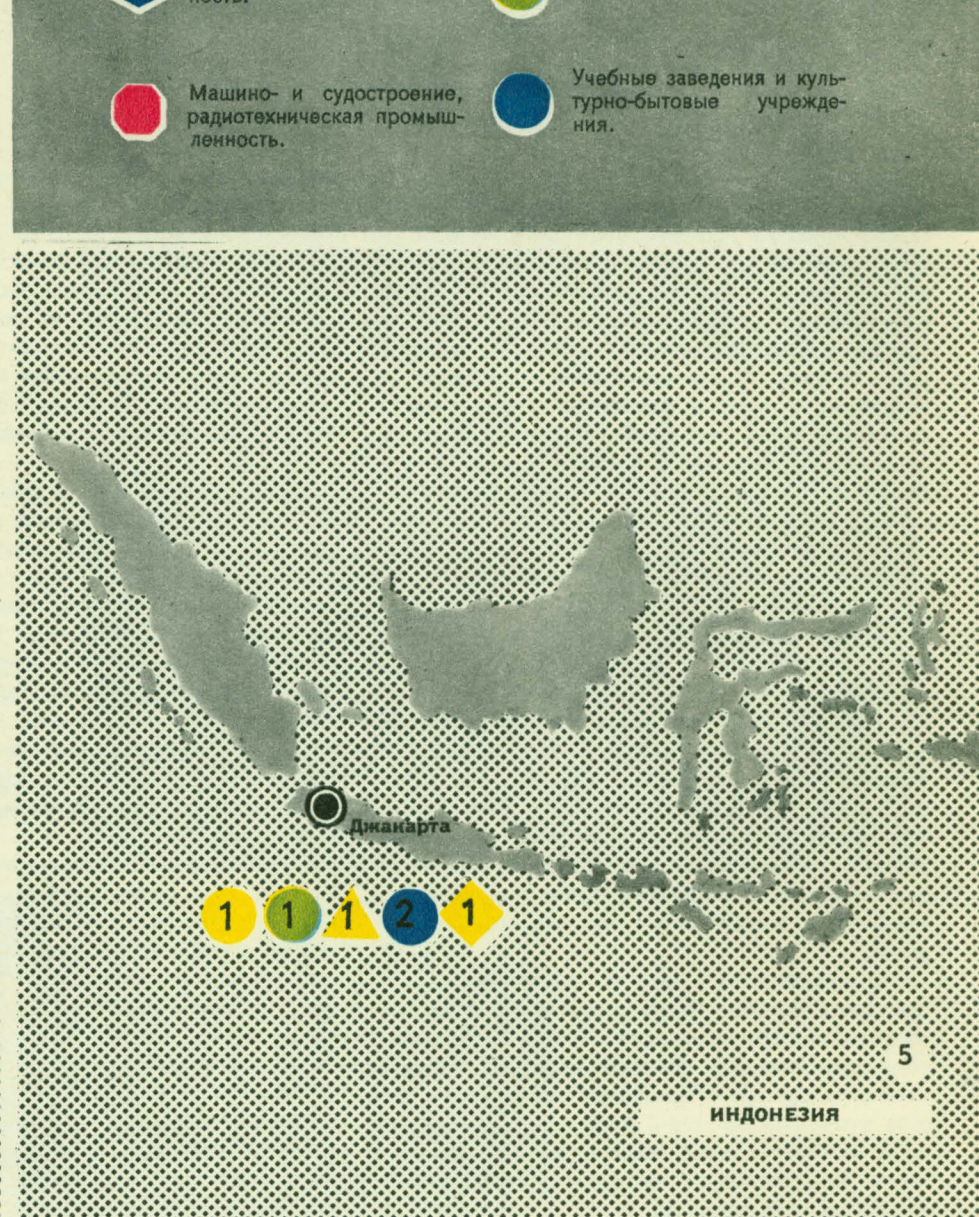 ность.
Машино- и судостроение,
радиотехническая промыш-
ленность.
Учебные заведения и куль-
турно-бытовые учрежде-
ния.
Джакарта
1 1 1 2 1
5
ИНДОНЕЗИЯ